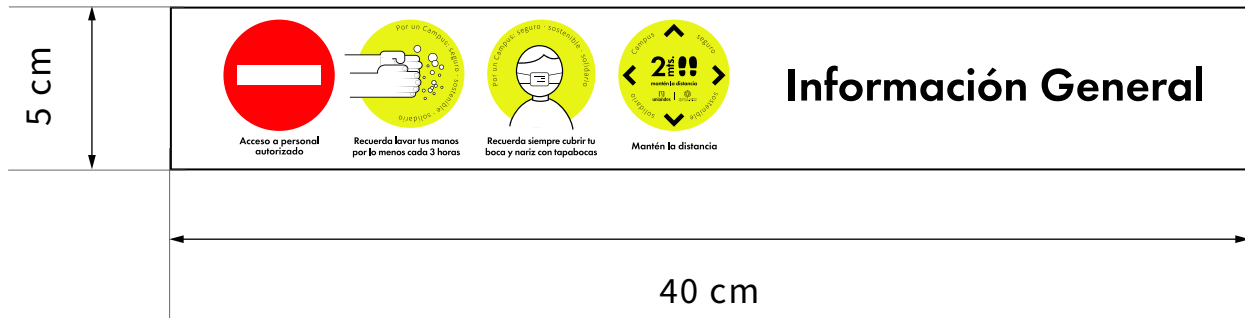 5 cm
Acceso a personal
autorizado
Por un Campus: seguro · sostenible · solidario
Recuerda lavar tus manos
por lo menos cada 3 horas
Por un Campus: seguro · sostenible · solidario
Recuerda siempre cubrir tu
boca y nariz con tapabocas
Campus seguro
2 mts.
mantén la distancia
uniandes
solidario sostenible
Mantén la distancia
Información General
40 cm